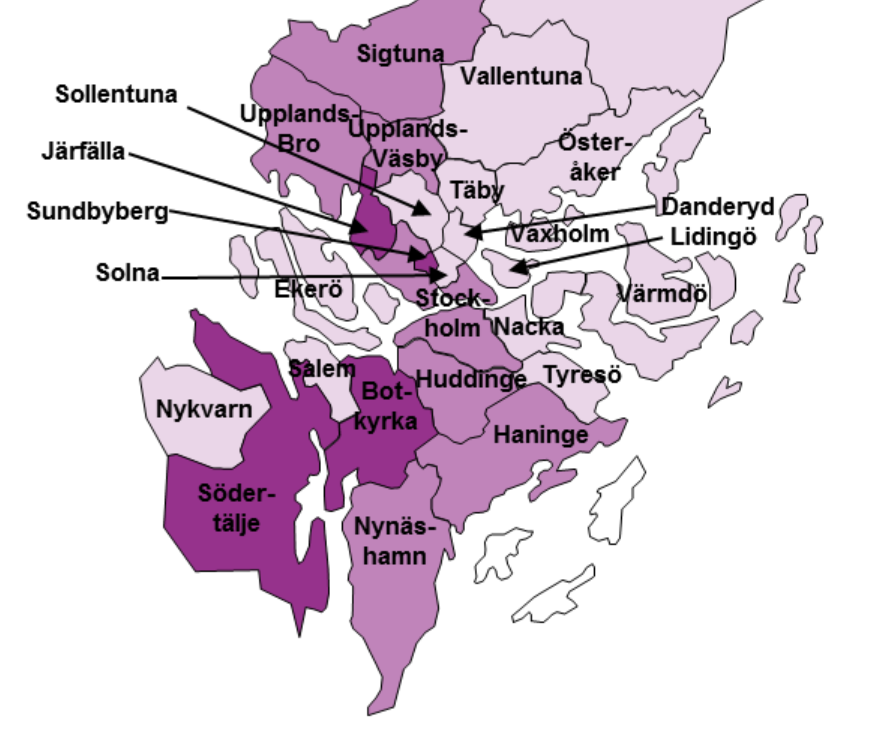 Sigtuna
Vallentuna
Sollentuna
Upplands-
Bro
Upplands-
Väsby
Öster-
åker
Järfälla
Täby
Sundbyberg
Danderyd
Vaxholm
Lidingö
Solna
Ekerö
Stock-
holm
Värmdö
Nacka
Salem
Huddinge
Tyresö
Bot-
kyrka
Nykvarn
Haninge
Söder-
tälje
Nynäs-
hamn